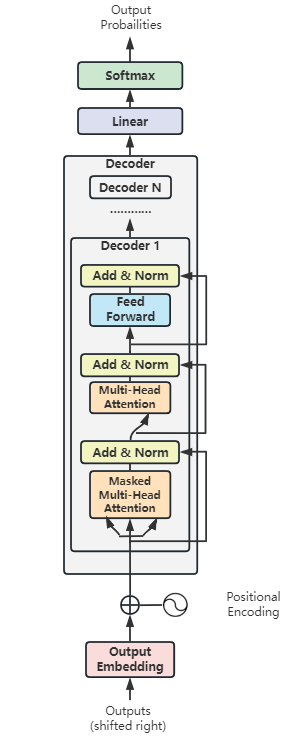 Output
Probailities
Softmax
Linear
Decoder
Decoder N
............
Decoder 1
Add & Norm
Feed
Forward
Add & Norm
Multi-Head
Attention
Add & Norm
Masked
Multi-Head
Attention
Positional
Encoding
Output
Embedding
Outputs
(shifted right)